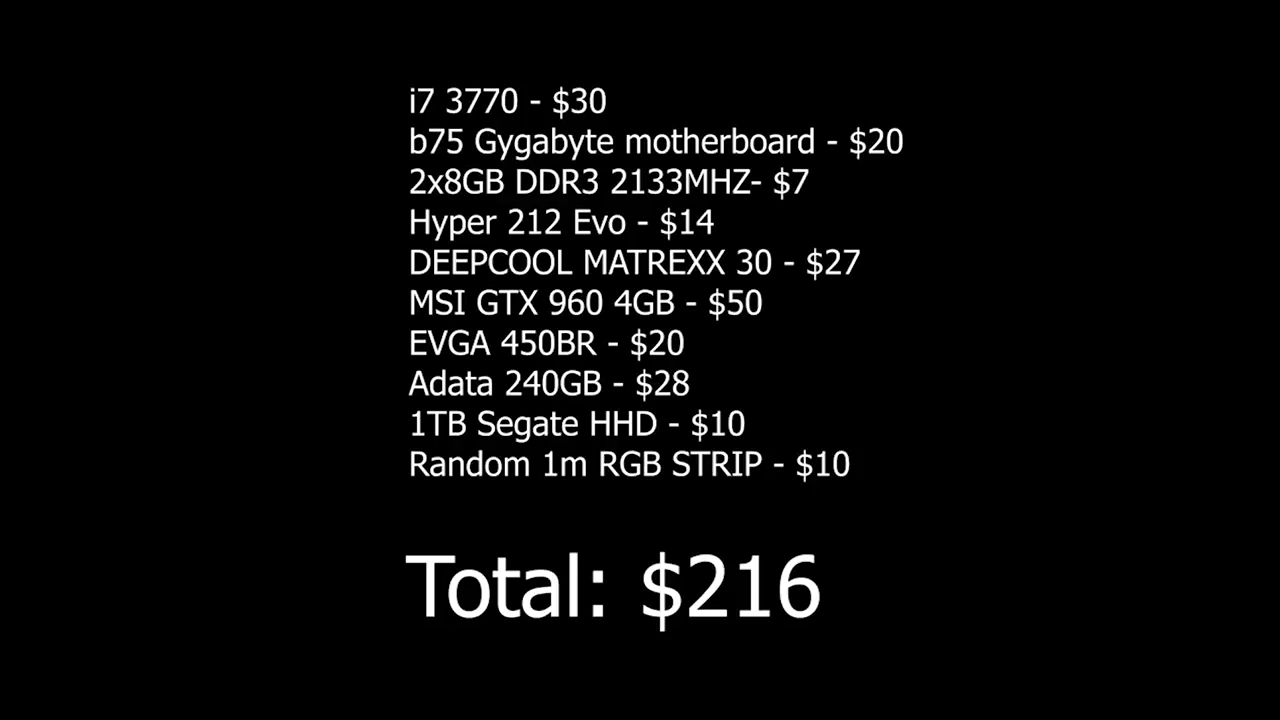 i7 3770 - $30
b75 Gygabyte motherboard - $20
2x8GB DDR3 2133MHZ- $7
Hyper 212 Evo - $14
DEEPCOOL MATREXX 30 - $27
MSI GTX 960 4GB - $50
EVGA 450BR - $20
Adata 240GB - $28
1TB Segate HHD - $10
Random 1m RGB STRIP - $10
Total: $216